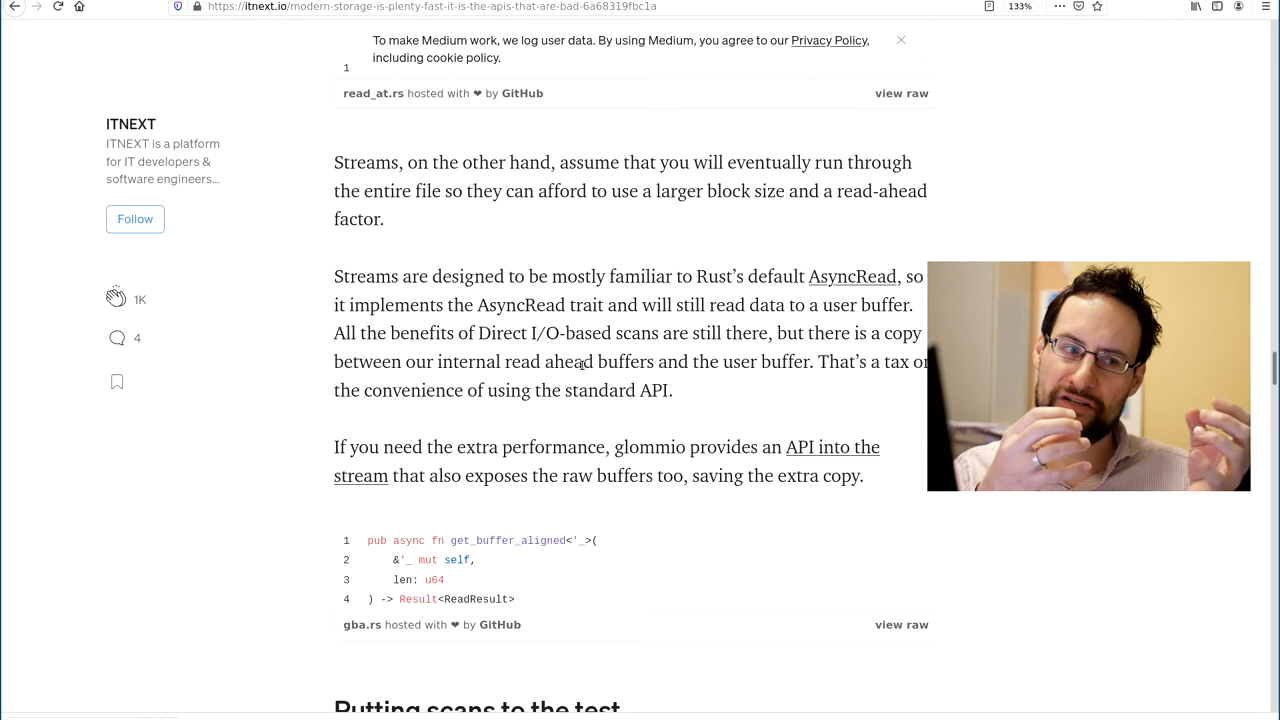 https://itnext.io/modern-storage-is-plenty-fast-it-is-the-apis-that-are-bad-6a68319fbc1a
133%
To make Medium work, we log user data. By using Medium, you agree to our Privacy Policy,
including cookie policy.
1
read_at.rs hosted with ❤ by GitHub
view raw
ITNEXT
ITNEXT is a platform
for IT developers &
software engineers...
Follow
1K
4
Streams, on the other hand, assume that you will eventually run through
the entire file so they can afford to use a larger block size and a read-ahead
factor.
Streams are designed to be mostly familiar to Rust’s default AsyncRead, so
it implements the AsyncRead trait and will still read data to a user buffer.
All the benefits of Direct I/O-based scans are still there, but there is a copy
between our internal read ahead buffers and the user buffer. That’s a tax on
the convenience of using the standard API.
If you need the extra performance, glommio provides an API into the
stream that also exposes the raw buffers too, saving the extra copy.
1 pub async fn get_buffer_aligned<'_>(
2 &'_ mut self,
3 len: u64
4 ) -> Result<ReadResult>
gba.rs hosted with ❤ by GitHub
view raw
Putting scans to the test